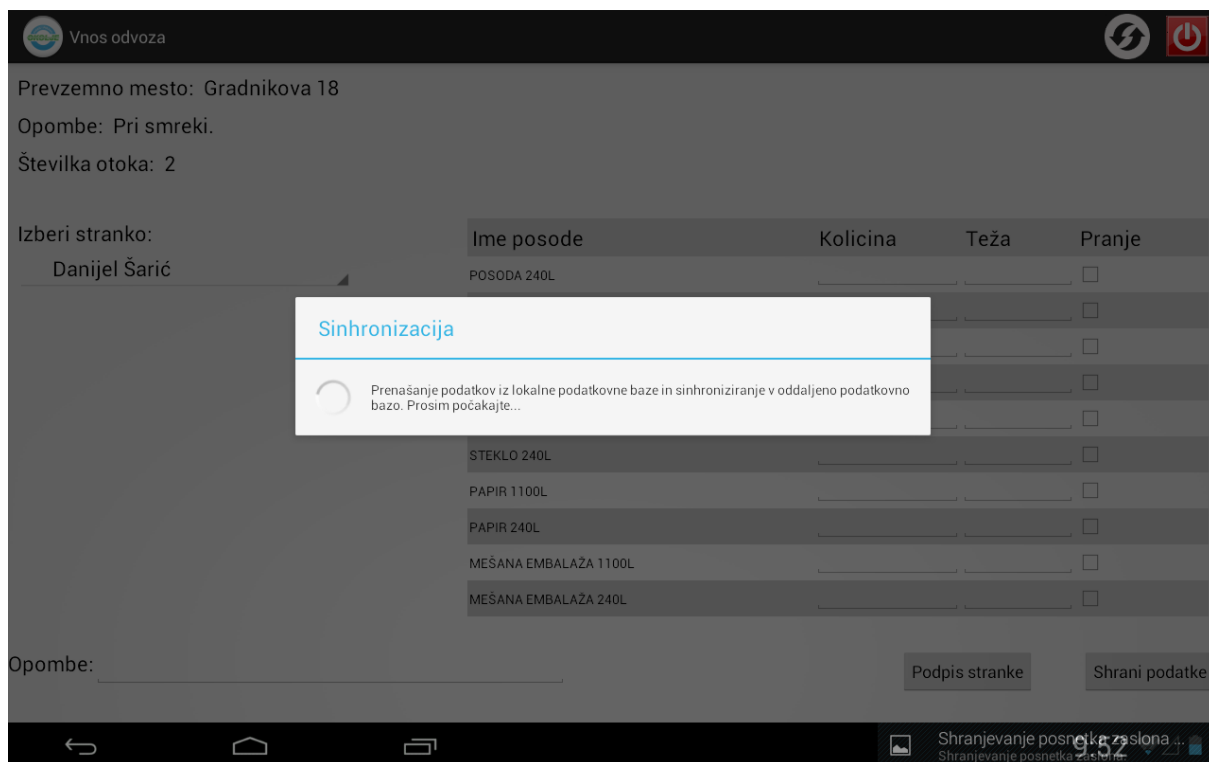 Vnos odvoza
Prevzemno mesto: Gradnikova 18
Opombe: Pri smreki.
Številka otoka: 2
Izberi stranko:
Danijel Šarić
Ime posode Kolicina Teža Pranje
POSODA 240L
Sinhronizacija
Prenašanje podatkov iz lokalne podatkovne baze in sinhroniziranje v oddaljeno podatkovno
bazo. Prosim počakajte...
STEKLO 240L
PAPIR 1100L
PAPIR 240L
MEŠANA EMBALAŽA 1100L
MEŠANA EMBALAŽA 240L
Opombe:
Podpis stranke
Shrani podatke
Shranjevanje posnetka zaslona...
Shranjevanje posnetka zaslona.
9:52